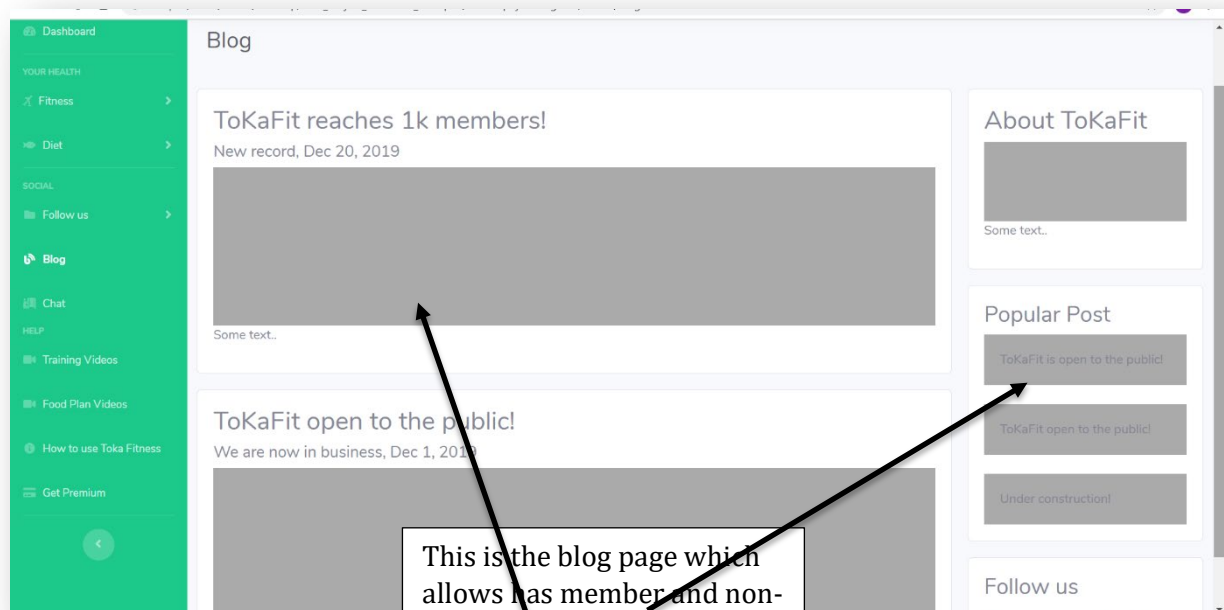 Dashboard
YOUR HEALTH
Fitness
Diet
SOCIAL
Follow us
Blog
Chat
HELP
Training Videos
Food Plan Videos
How to use Toka Fitness
Get Premium
Blog
ToKaFit reaches 1k members!
New record, Dec 20, 2019
Some text..
ToKaFit open to the public!
We are now in business, Dec 1, 2019
This is the blog page which
allows has member and non-
About ToKaFit
Some text..
Popular Post
ToKaFit is open to the public!
ToKaFit open to the public!
Under construction!
Follow us